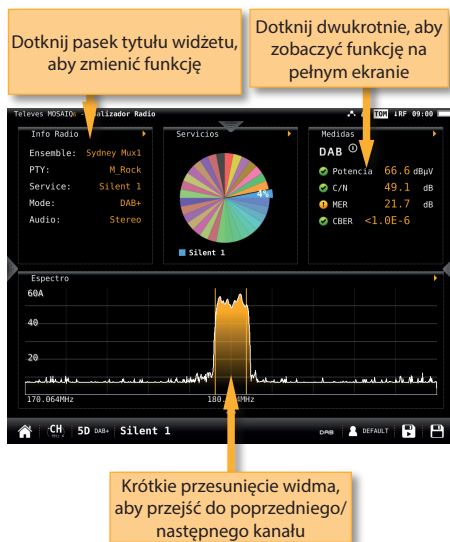 Dotknij pasek tytułu widżetu,
aby zmienić funkcję
Dotknij dwukrotnie, aby
zobaczyć funkcję na
pełnym ekranie
Televes MOSAIQ6
alizador Radio
TOM ↓RF 09:00
Info Radio
Ensemble: Sydney Mux1
PTY: M_Rock
Service: Silent 1
Mode: DAB+
Audio: Stereo
Servicios
4%
Silent 1
Medidas
DAB
Potencia 66.6 dBµV
C/N 49.1 dB
MER 21.7 dB
CBER <1.0E-6
Espectro
60A
40
20
170.064MHz
CH 5D DAB+ Silent 1
DAB DEFAULT
Krótkie przesunięcie widma,
aby przejść do poprzedniego/
następnego kanału